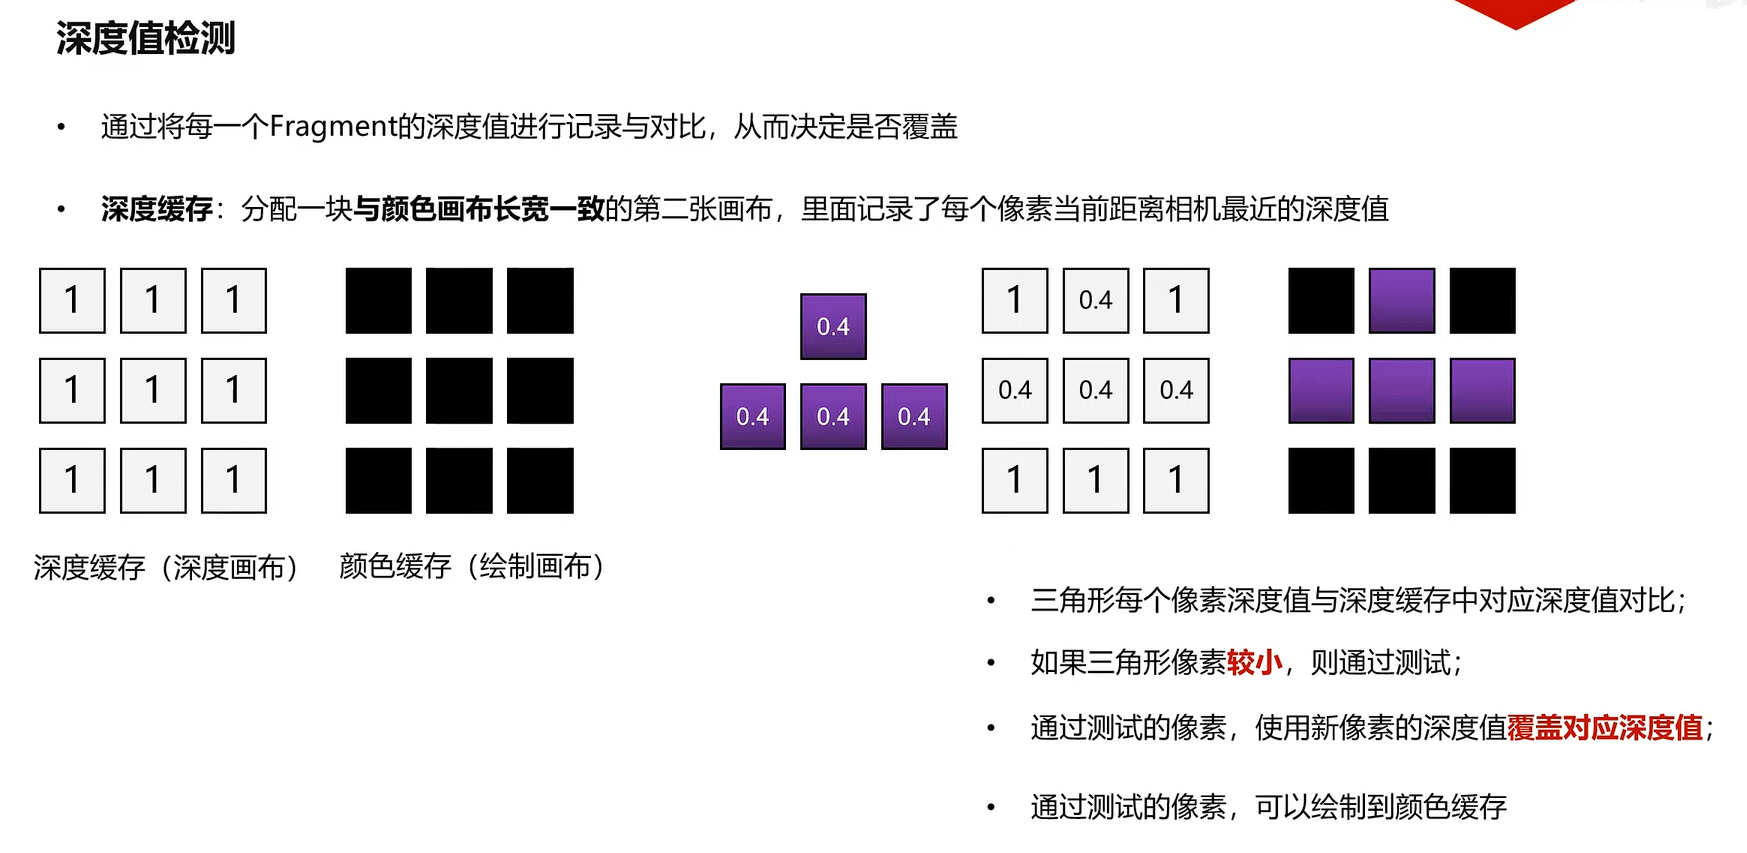 深度值检测
• 通过将每一个Fragment的深度值进行记录与对比，从而决定是否覆盖
• 深度缓存：分配一块与颜色画布长宽一致的第二张画布，里面记录了每个像素当前距离相机最近的深度值
1 1 1
1 1 1
1 1 1
深度缓存（深度画布）
颜色缓存（绘制画布）
0.4
0.4 0.4 0.4
1 0.4 1
0.4 0.4 0.4
1 1 1
• 三角形每个像素深度值与深度缓存中对应深度值对比；
• 如果三角形像素较小，则通过测试；
• 通过测试的像素，使用新像素的深度值覆盖对应深度值；
• 通过测试的像素，可以绘制到颜色缓存